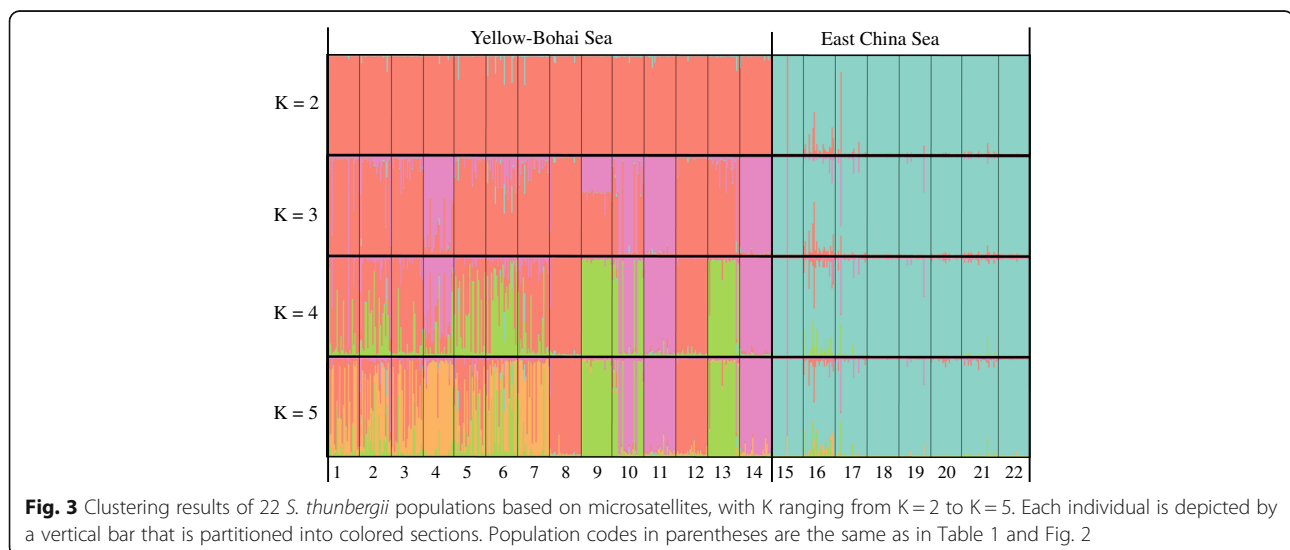 Yellow-Bohai Sea East China Sea
K = 2
K = 3
K = 4
K = 5
1 2 3 4 5 6 7 8 9 10 11 12 13 14 15 16 17 18 19 20 21 22
Fig. 3 Clustering results of 22 S. thunbergii populations based on microsatellites, with K ranging from K = 2 to K = 5. Each individual is depicted by
a vertical bar that is partitioned into colored sections. Population codes in parentheses are the same as in Table 1 and Fig. 2